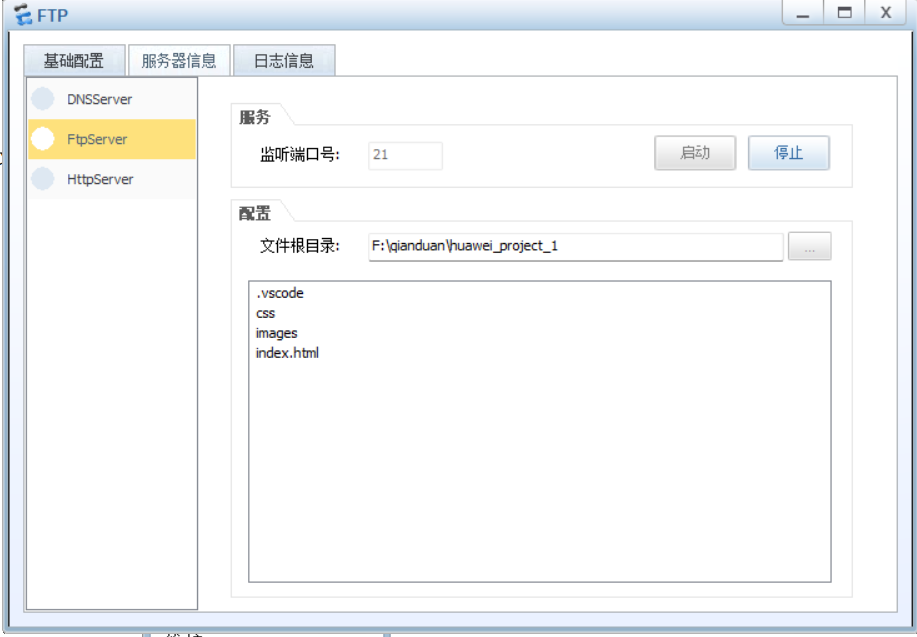 FTP
X
基础配置 服务器信息 日志信息
DNSServer
FtpServer
HttpServer
服务
监听端口号: 21 启动 停止
配置
文件根目录: F:\qianduan\huawei_project_1 ...
.vscode
css
images
index.html